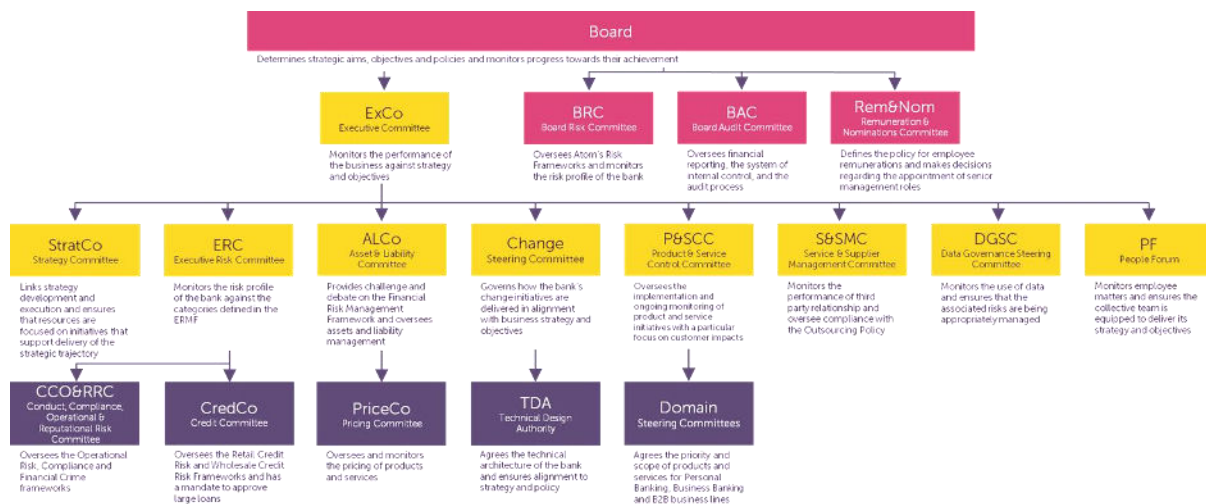 Board
Determines strategic aims, objectives and policies and monitors progress towards their achievement
ExCo
Executive Committee
Monitors the performance of
the business against strategy
and objectives
BRC
Board Risk Committee
Oversees Atom's Risk
Frameworks and monitors
the risk profile of the bank
BAC
Board Audit Committee
Oversees financial
reporting, the system of
internal control, and the
audit process
Rem&Nom
Remuneration &
Nominations Committee
Defines the policy for employee
remunerations and makes decisions
regarding the appointment of senior
management roles
StratCo
Strategy Committee
Links strategy
development and
execution and ensures
that resources are
focused on initiatives that
support delivery of the
strategic trajectory
ERC
Executive Risk Committee
Monitors the risk profile
of the bank against the
categories defined in the
ERMF
ALCo
Asset & Liability
Committee
Provides challenge and
debate on the Financial
Risk Management
Framework and oversees
assets and liability
management
Change
Steering Committee
Governs how the bank's
change initiatives are
delivered in alignment
with business strategy
and objectives
P&SCC
Product & Service
Control Committee
Oversees the
implementation and
ongoing monitoring of
product and service
initiatives with a particular
focus on customer impacts
S&SMC
Service & Supplier
Management Committee
Monitors the
performance of third
party relationship and
oversee compliance with
the Outsourcing Policy
DGSC
Data Governance Steering
Committee
Monitors the use of data
and ensures that the
associated risks are being
appropriately managed
PF
People Forum
Monitors employee
matters and ensures the
collective team is
equipped to deliver its
strategy and objectives
CCO&RRC
Conduct, Compliance,
Operational &
Reputational Risk
Committee
Oversees the Operational
Risk, Compliance and
Financial Crime
frameworks
CredCo
Credit Committee
Oversees the Retail Credit
Risk and Wholesale Credit
Risk Frameworks and has
a mandate to approve
large loans
PriceCo
Pricing Committee
Oversees and monitors
the pricing of products
and services
TDA
Technical Design
Authority
Agrees the technical
architecture of the bank
and ensures alignment to
strategy and policy
Domain
Steering Committees
Agrees the priority and
scope of products and
services for Personal
Banking, Business Banking
and B2B business lines